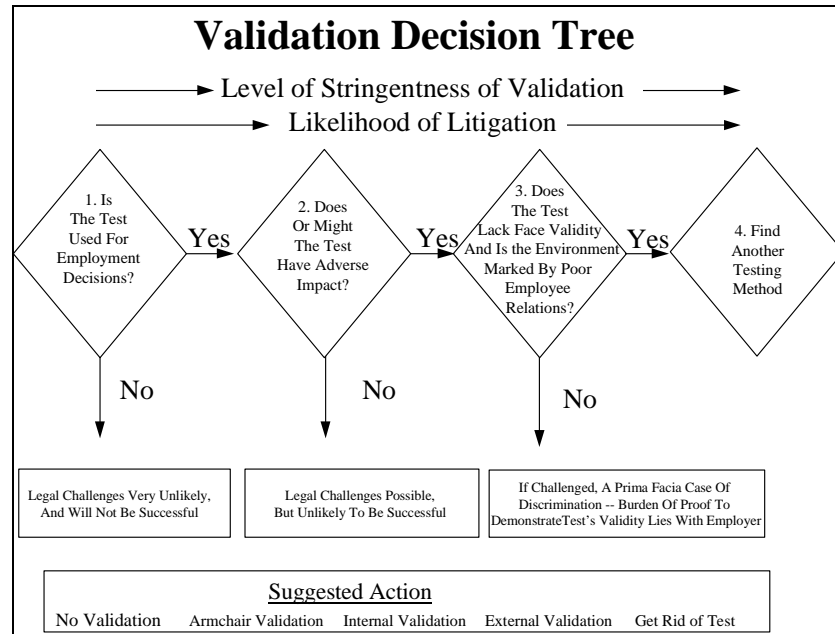 Validation Decision Tree
Level of Stringentness of Validation
Likelihood of Litigation
1. Is
The Test
Used For
Employment
Decisions?
Yes
2. Does
Or Might
The Test
Have Adverse
Impact?
Yes
3. Does
The Test
Lack Face Validity
And Is the Environment
Marked By Poor
Employee
Relations?
Yes
4. Find
Another
Testing
Method
No
No
No
Legal Challenges Very Unlikely,
And Will Not Be Successful
Legal Challenges Possible,
But Unlikely To Be Successful
If Challenged, A Prima Facia Case Of
Discrimination -- Burden Of Proof To
DemonstrateTest's Validity Lies With Employer
Suggested Action
No Validation Armchair Validation Internal Validation External Validation Get Rid of Test